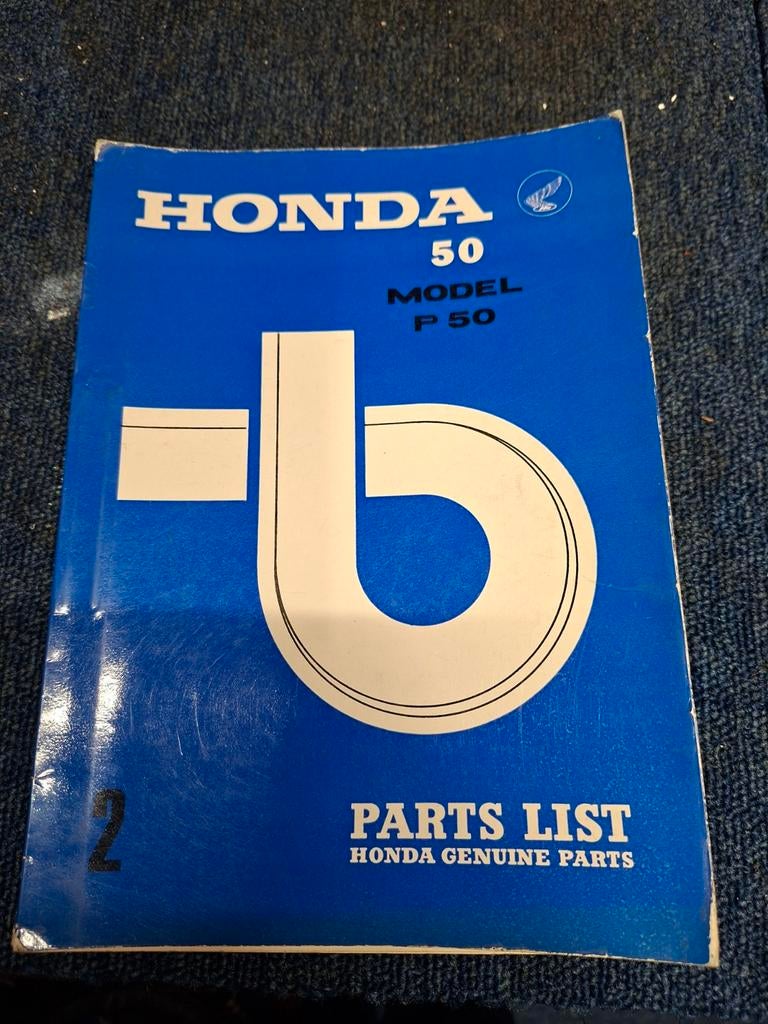 HONDA
50
MODEL
P 50
2
PARTS LIST
HONDA GENUINE PARTS